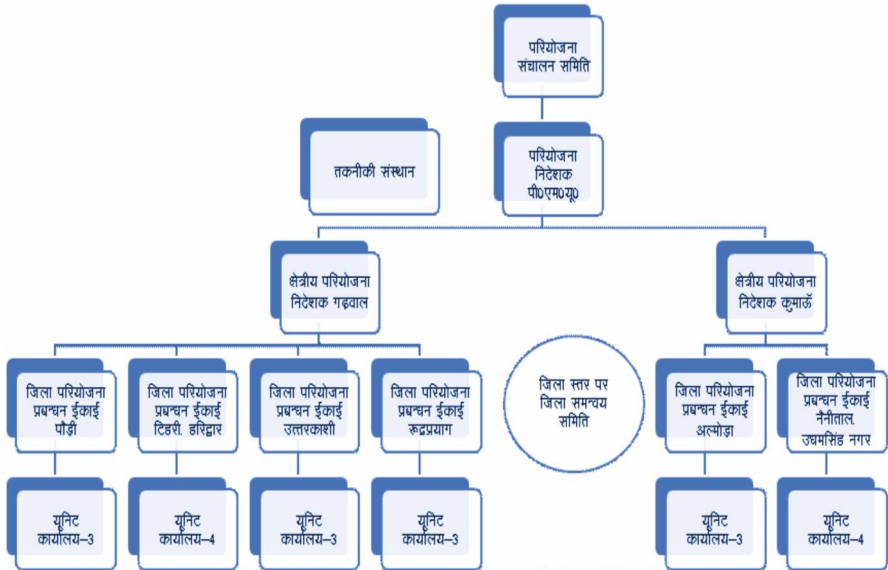 परियोजना
संचालन समिति
तकनीकी संस्थान
परियोजना
निदेशक
पी0एम0यू0
क्षेत्रीय परियोजना
निदेशक गढ़वाल
क्षेत्रीय परियोजना
निदेशक कुमाऊँ
जिला परियोजना
प्रबन्धन ईकाई
पौड़ी
जिला परियोजना
प्रबन्धन ईकाई
टिहरी, हरिद्वार
जिला परियोजना
प्रबन्धन ईकाई
उत्तरकाशी
जिला परियोजना
प्रबन्धन ईकाई
रूद्रप्रयाग
जिला स्तर पर
जिला समन्वय
समिति
जिला परियोजना
प्रबन्धन ईकाई
अल्मोड़ा
जिला परियोजना
प्रबन्धन ईकाई
नैनीताल,
उधमसिंह नगर
यूनिट
कार्यालय–3
यूनिट
कार्यालय–4
यूनिट
कार्यालय–3
यूनिट
कार्यालय–3
यूनिट
कार्यालय–3
यूनिट
कार्यालय–4